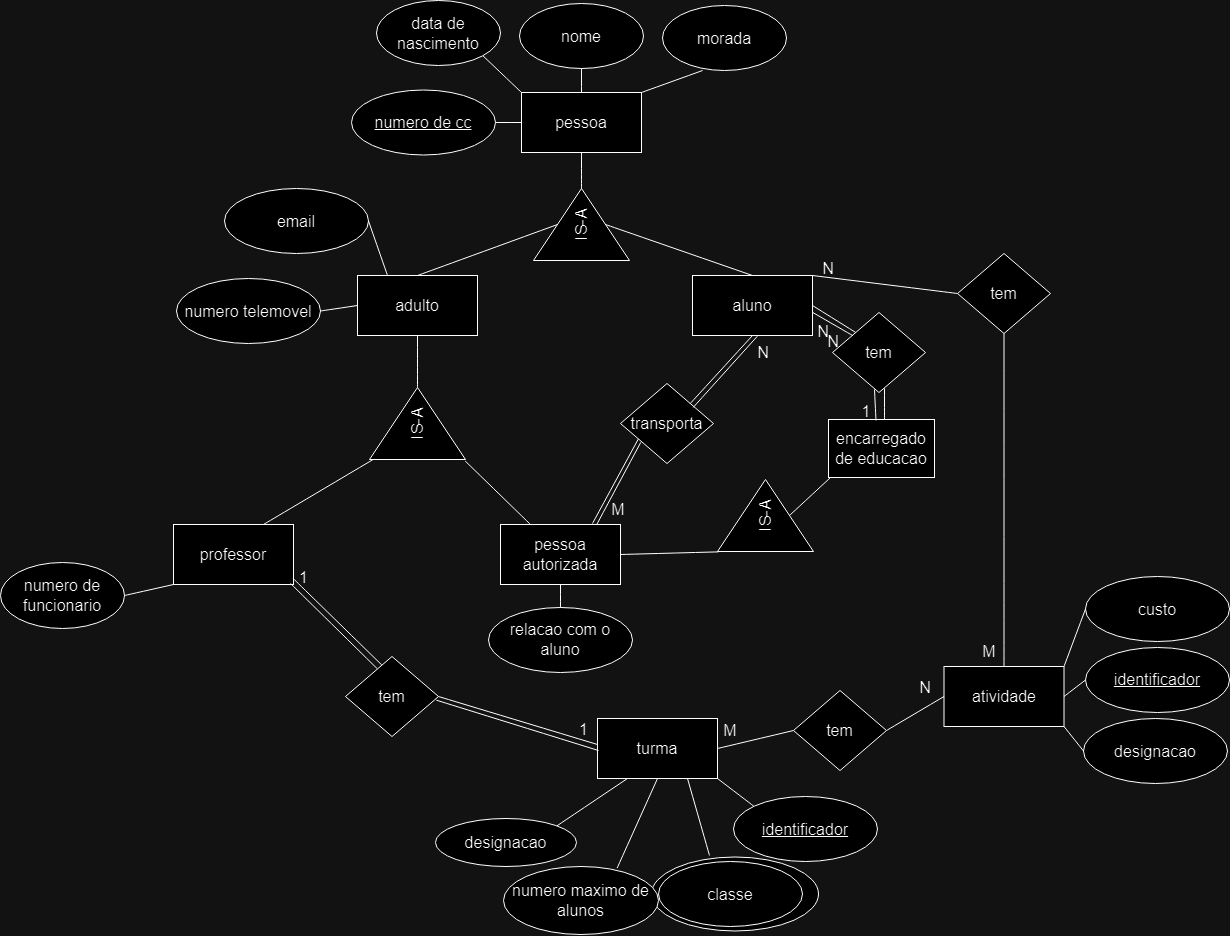 data de
nascimento
nome
morada
numero de cc
pessoa
IS-A
email
numero telemovel
adulto
aluno
N
tem
N
N
tem
N
1
IS-A
transporta
encarregado
de educacao
M
IS-A
professor
pessoa
autorizada
1
numero de
funcionario
relacao com o
aluno
custo
M
identificador
N
atividade
tem
1
M
tem
turma
designacao
identificador
designacao
numero maximo de
alunos
classe